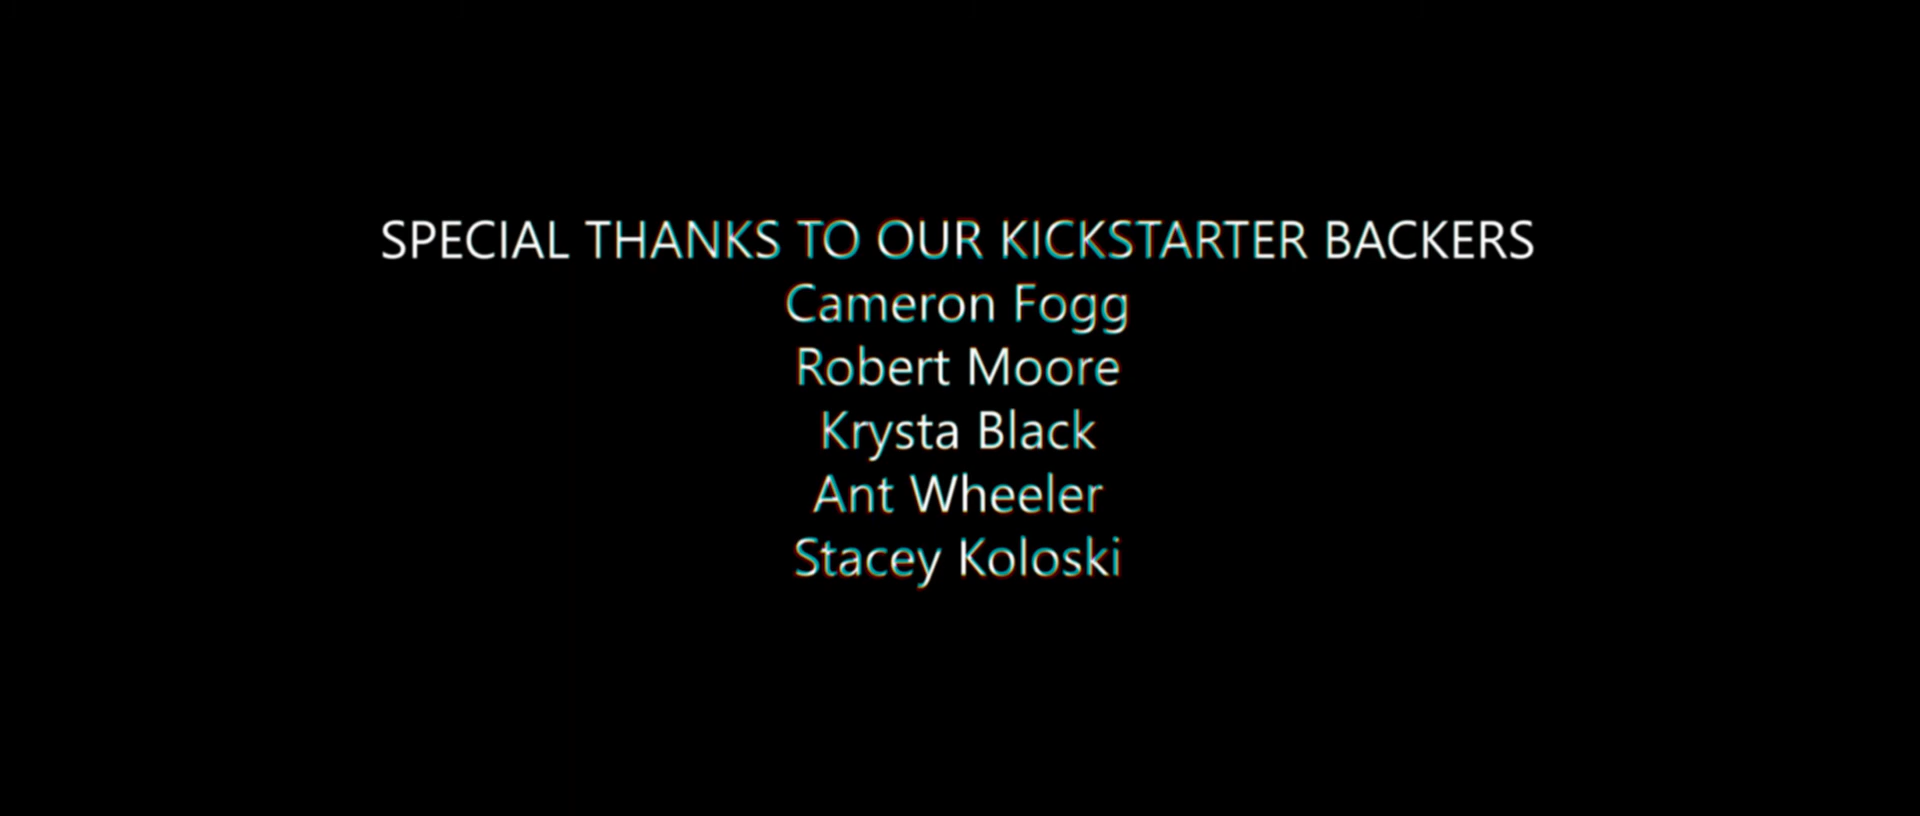 SPECIAL THANKS TO OUR KICKSTARTER BACKERS
Cameron Fogg
Robert Moore
Krysta Black
Ant Wheeler
Stacey Koloski